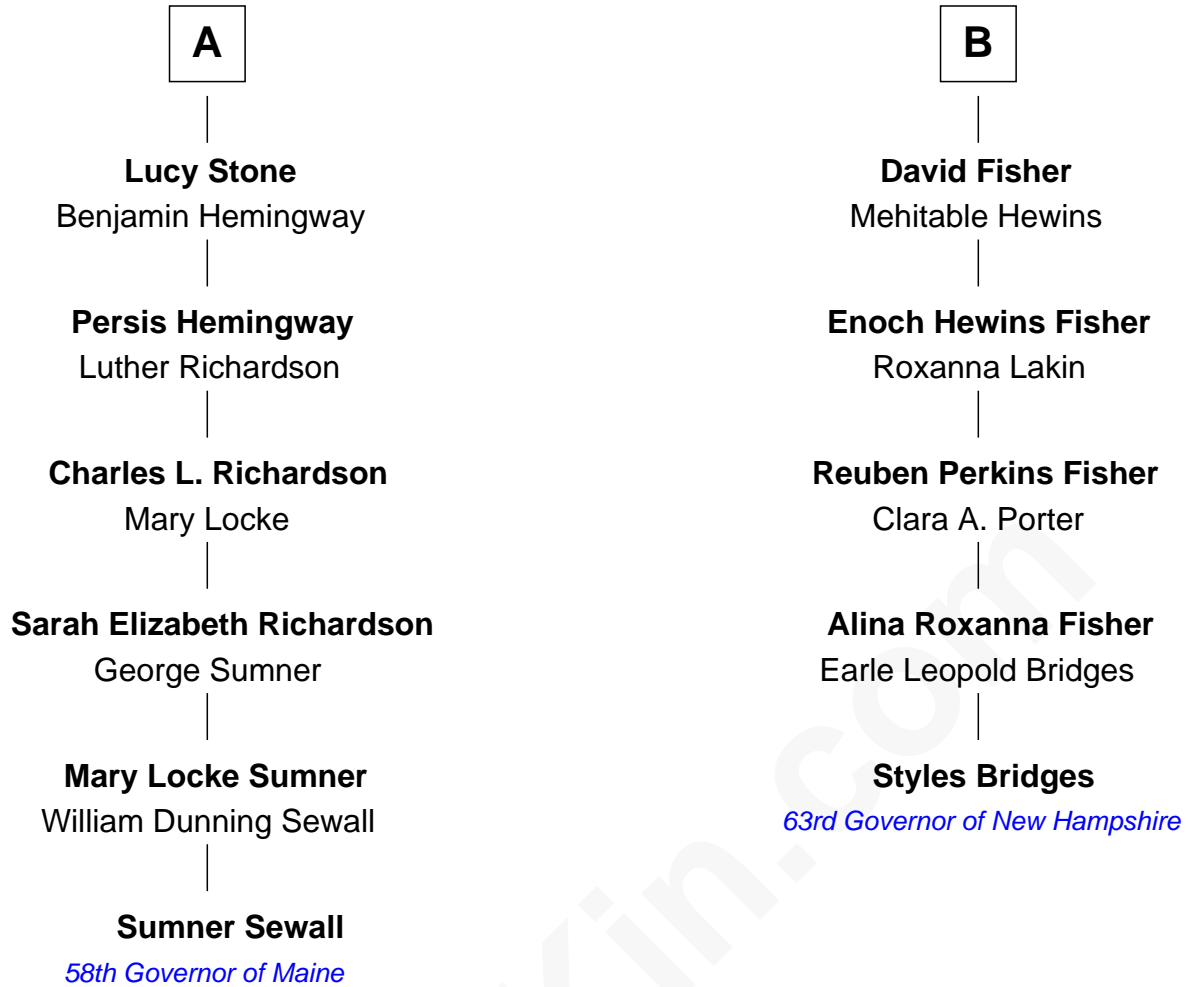 A
Lucy Stone
Benjamin Hemingway
Persis Hemingway
Luther Richardson
Charles L. Richardson
Mary Locke
Sarah Elizabeth Richardson
George Sumner
Mary Locke Sumner
William Dunning Sewall
Sumner Sewall
58th Governor of Maine
B
David Fisher
Mehitable Hewins
Enoch Hewins Fisher
Roxanna Lakin
Reuben Perkins Fisher
Clara A. Porter
Alina Roxanna Fisher
Earle Leopold Bridges
Styles Bridges
63rd Governor of New Hampshire
Kin.com